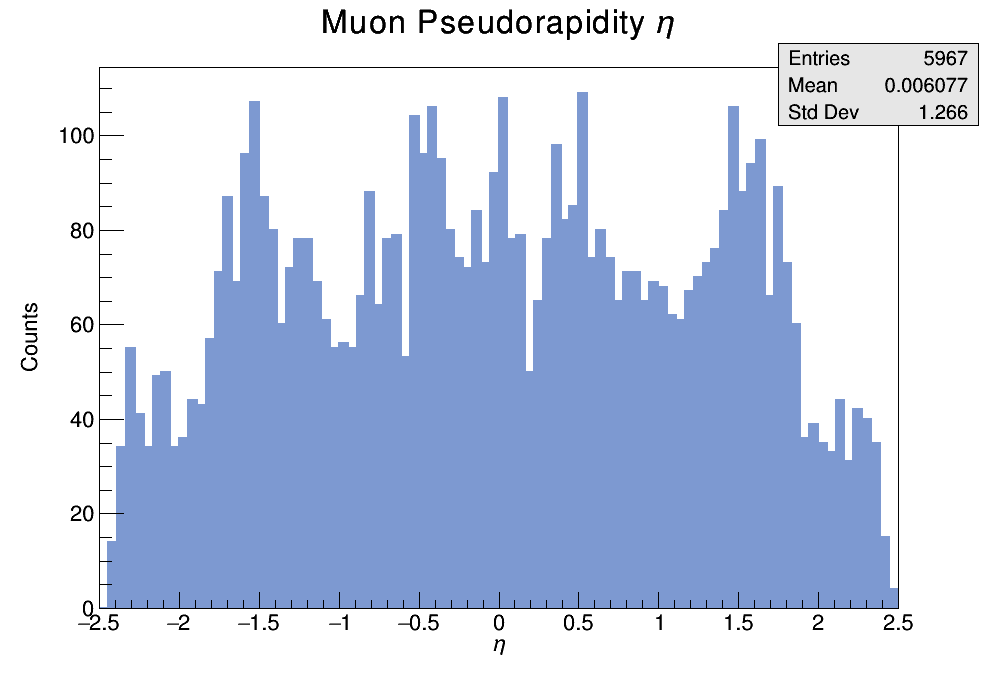 Muon Pseudorapidity η
Entries 5967
Mean 0.006077
Std Dev 1.266
100
80
60
40
20
0
Counts
−2.5 −2 −1.5 −1 −0.5 0 0.5 1 1.5 2 2.5
η